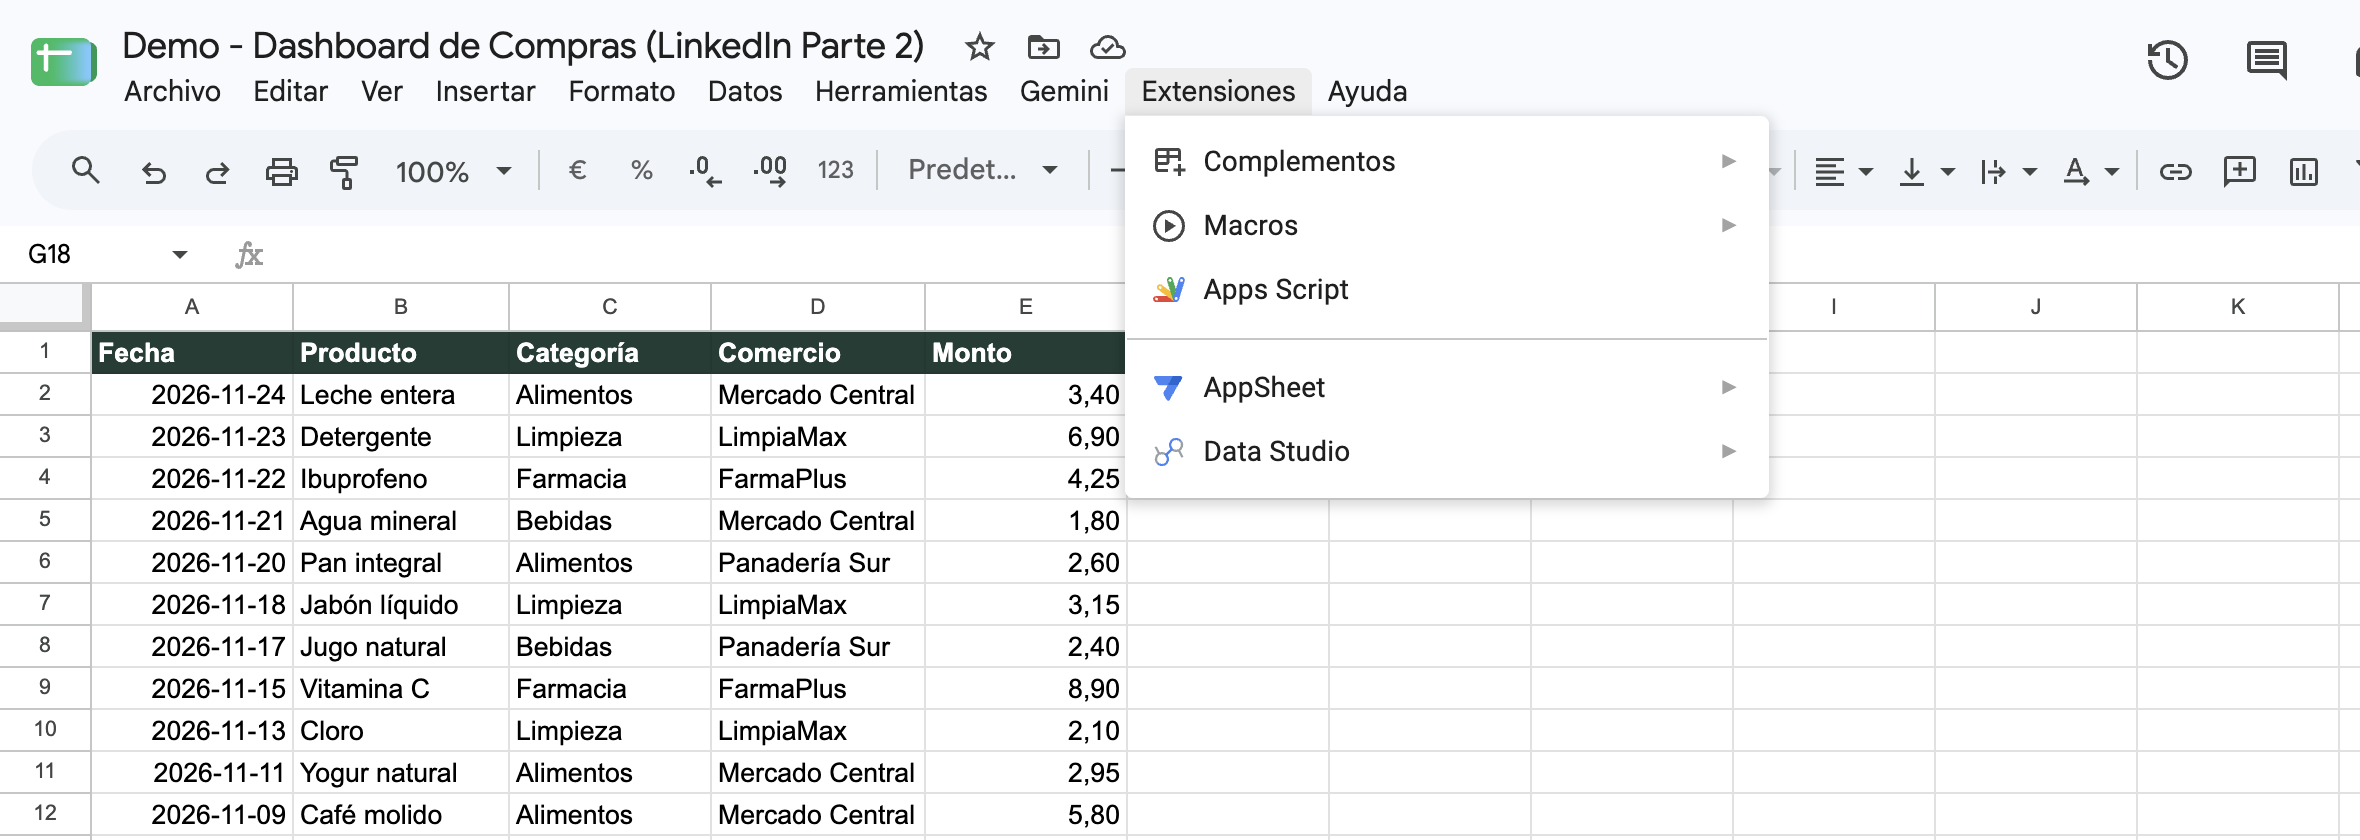 Demo - Dashboard de Compras (LinkedIn Parte 2)
Archivo Editar Ver Insertar Formato Datos Herramientas Gemini Extensiones Ayuda
100% € % .0 .00 123 Predet... A
Complementos
Macros
Apps Script
AppSheet
Data Studio
G18 fx
A B C D E I J K
1 Fecha Producto Categoría Comercio Monto
2 2026-11-24 Leche entera Alimentos Mercado Central 3,40
3 2026-11-23 Detergente Limpieza LimpiaMax 6,90
4 2026-11-22 Ibuprofeno Farmacia FarmaPlus 4,25
5 2026-11-21 Agua mineral Bebidas Mercado Central 1,80
6 2026-11-20 Pan integral Alimentos Panadería Sur 2,60
7 2026-11-18 Jabón líquido Limpieza LimpiaMax 3,15
8 2026-11-17 Jugo natural Bebidas Panadería Sur 2,40
9 2026-11-15 Vitamina C Farmacia FarmaPlus 8,90
10 2026-11-13 Cloro Limpieza LimpiaMax 2,10
11 2026-11-11 Yogur natural Alimentos Mercado Central 2,95
12 2026-11-09 Café molido Alimentos Mercado Central 5,80